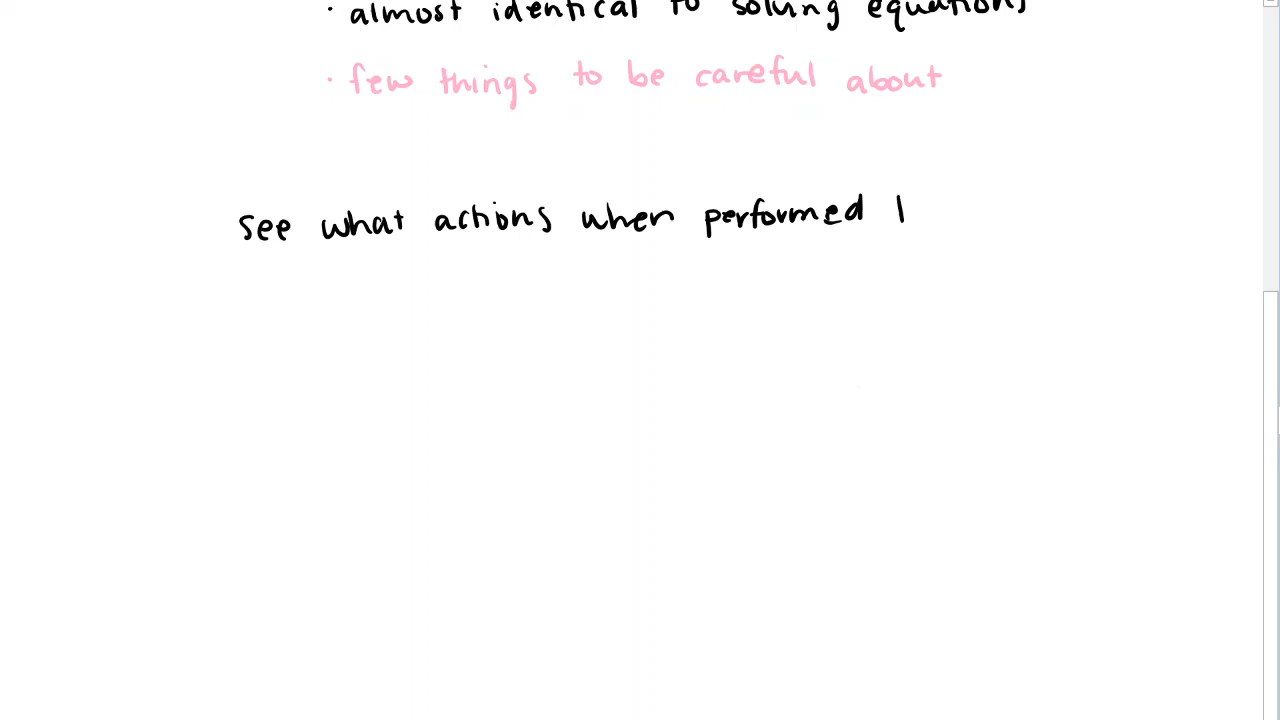 · almost identical to solving equations
· few things to be careful about
see what actions when performed